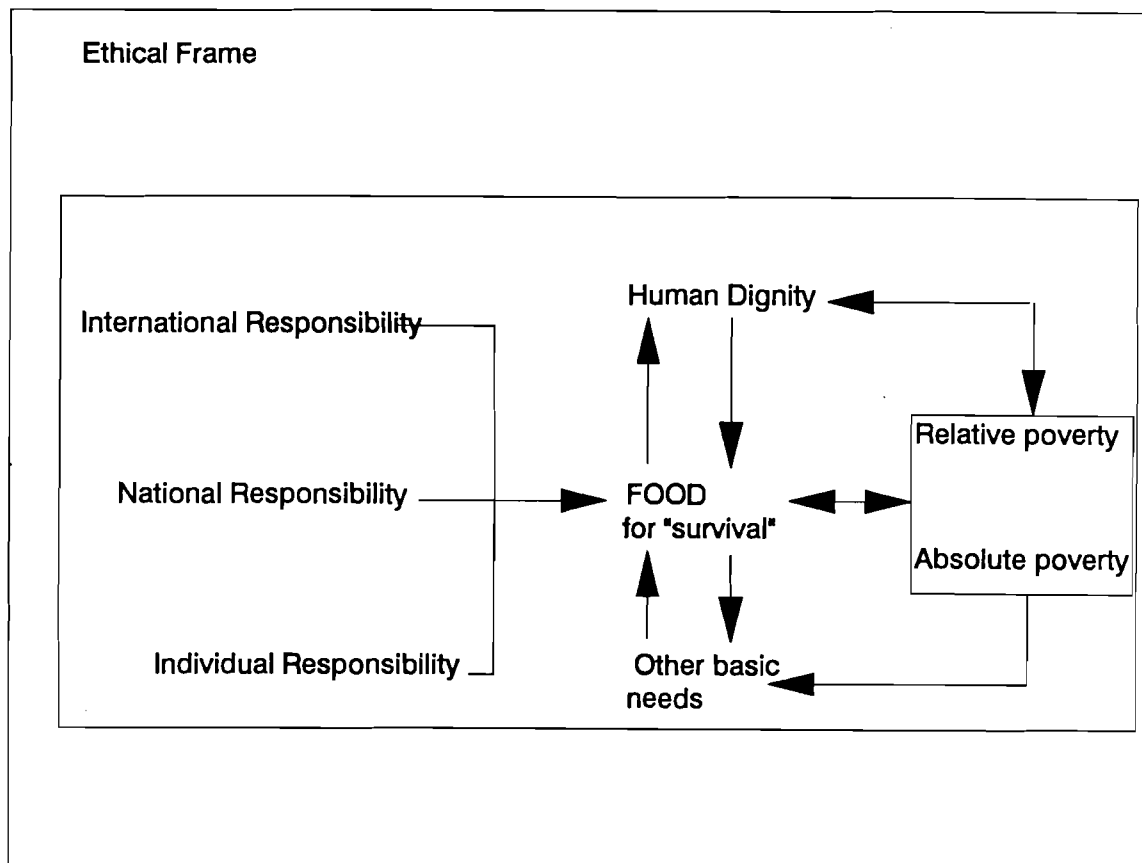 Ethical Frame
Human Dignity
International Responsibility
Relative poverty
National Responsibility
FOOD
for "survival"
Absolute poverty
Individual Responsibility
Other basic
needs